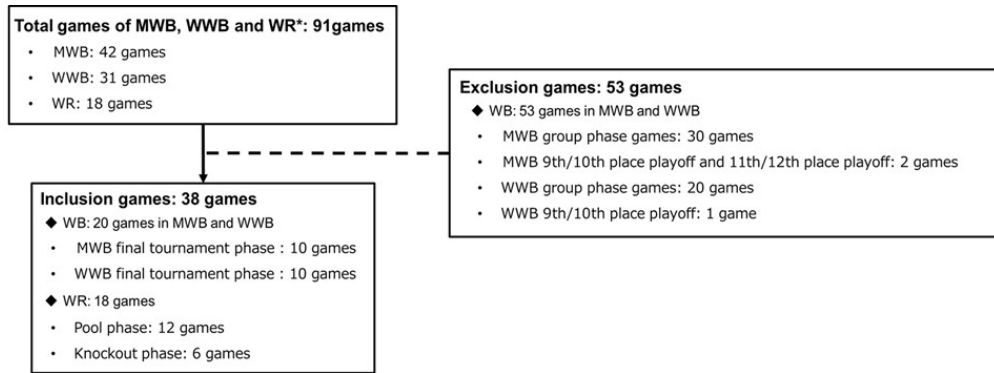 Total games of MWB, WWB and WR*: 91games
• MWB: 42 games
• WWB: 31 games
• WR: 18 games
Exclusion games: 53 games
◆ WB: 53 games in MWB and WWB
• MWB group phase games: 30 games
• MWB 9th/10th place playoff and 11th/12th place playoff: 2 games
• WWB group phase games: 20 games
• WWB 9th/10th place playoff: 1 game
Inclusion games: 38 games
◆ WB: 20 games in MWB and WWB
• MWB final tournament phase : 10 games
• WWB final tournament phase : 10 games
◆ WR: 18 games
• Pool phase: 12 games
• Knockout phase: 6 games